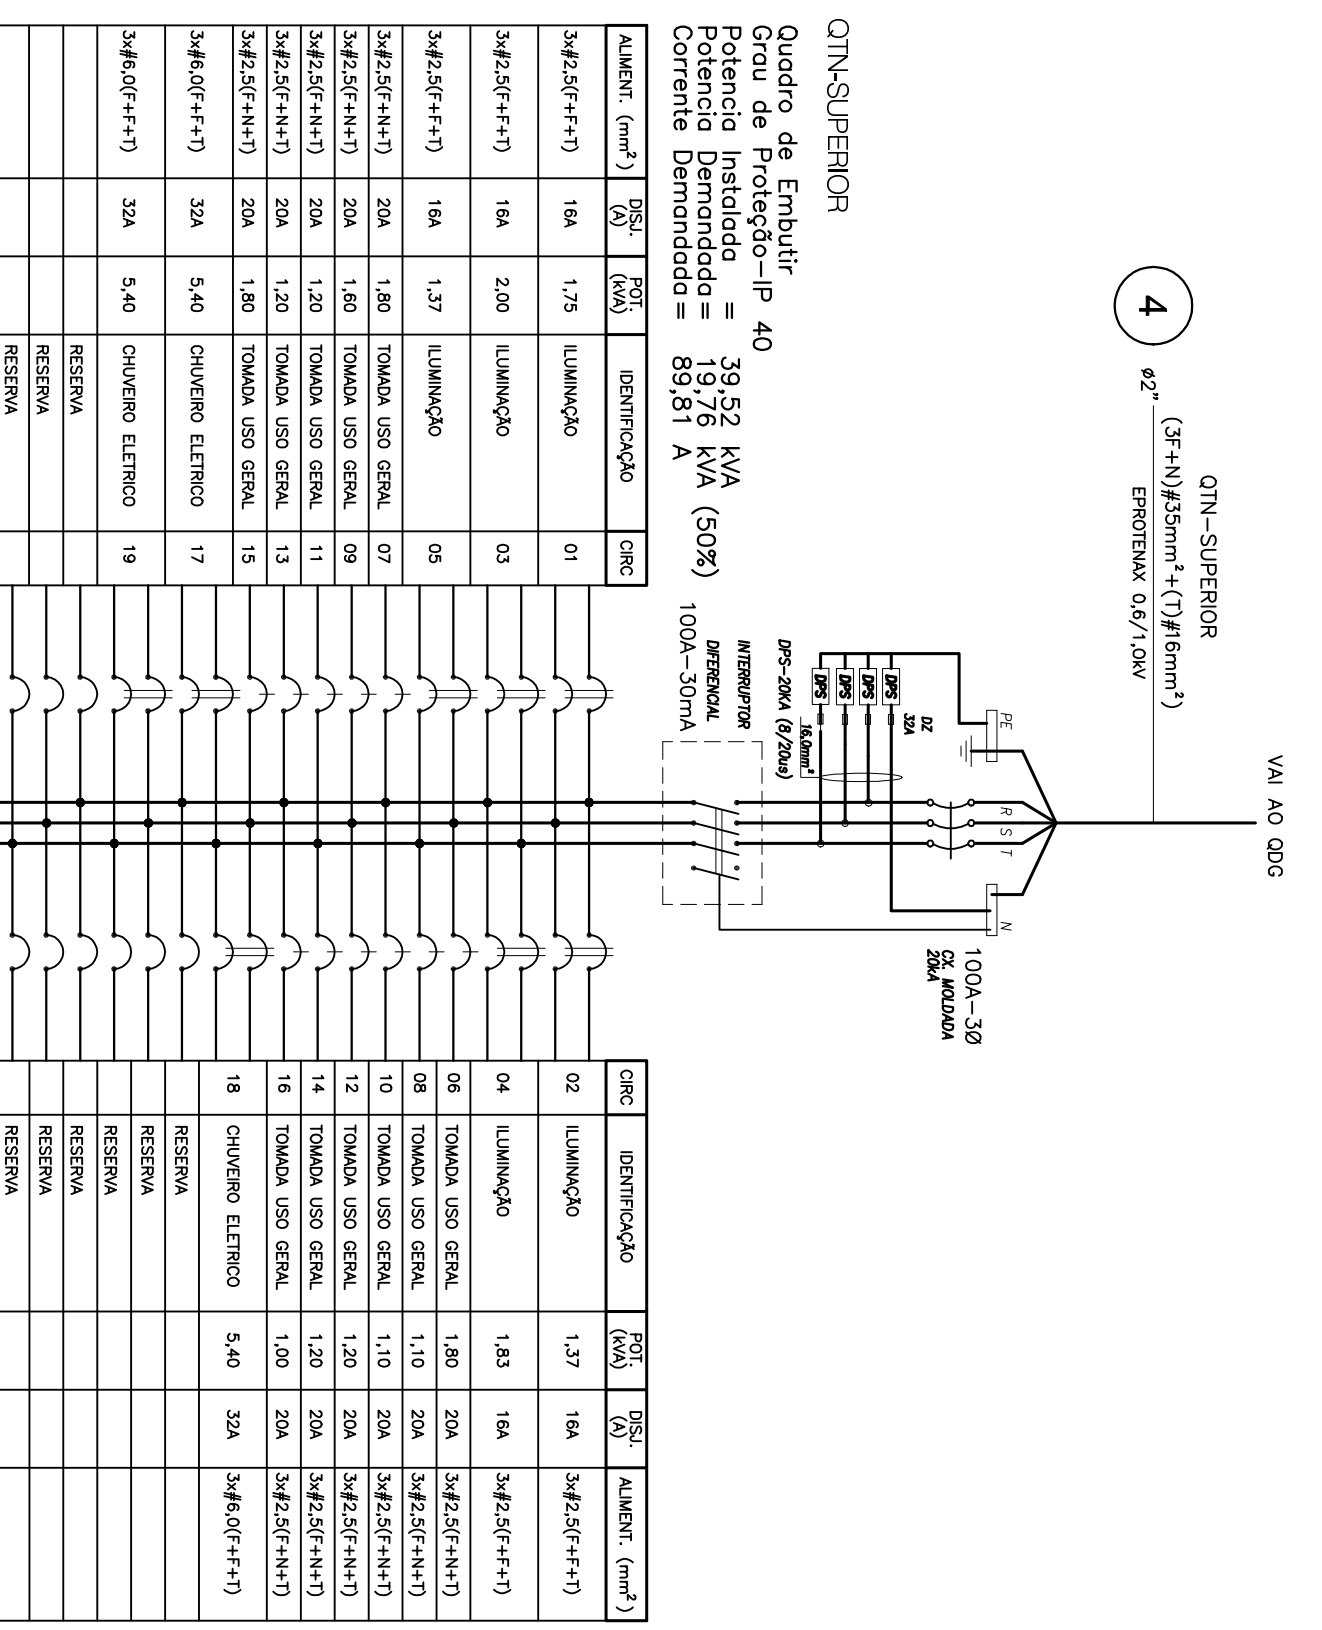 VAI AO QDG
QTN-SUPERIOR
4
ø2"
(3F+N)#35mm²+(T)#16mm²)
EPROTENAX 0,6/1,0kV
QTN-SUPERIOR
Quadro de Embutir
Grau de Proteção-IP 40
Potencia Instalada = 39,52 kVA
Potencia Demandada= 19,76 kVA (50%)
Corrente Demandada= 89,81 A
PE
R
S
T
N
100A-3Ø
CX. MOLDADA
20kA
DZ
32A
DPS
DPS
DPS
DPS
16,0mm²
DPS-20KA (8/20us)
INTERRUPTOR
DIFERENCIAL
100A-30mA
ALIMENT. (mm²) DISJ. (A) POT. (kVA) IDENTIFICAÇÃO CIRC
3x#2,5(F+F+T) 16A 1,75 ILUMINAÇÃO 01
3x#2,5(F+F+T) 16A 2,00 ILUMINAÇÃO 03
3x#2,5(F+F+T) 16A 1,37 ILUMINAÇÃO 05
3x#2,5(F+N+T) 20A 1,80 TOMADA USO GERAL 07
3x#2,5(F+N+T) 20A 1,60 TOMADA USO GERAL 09
3x#2,5(F+N+T) 20A 1,20 TOMADA USO GERAL 11
3x#2,5(F+N+T) 20A 1,20 TOMADA USO GERAL 13
3x#2,5(F+N+T) 20A 1,80 TOMADA USO GERAL 15
3x#6,0(F+F+T) 32A 5,40 CHUVEIRO ELETRICO 17
3x#6,0(F+F+T) 32A 5,40 CHUVEIRO ELETRICO 19
RESERVA
RESERVA
RESERVA
CIRC IDENTIFICAÇÃO POT. (kVA) DISJ. (A) ALIMENT. (mm²)
02 ILUMINAÇÃO 1,37 16A 3x#2,5(F+F+T)
04 ILUMINAÇÃO 1,83 16A 3x#2,5(F+F+T)
06 TOMADA USO GERAL 1,80 20A 3x#2,5(F+N+T)
08 TOMADA USO GERAL 1,10 20A 3x#2,5(F+N+T)
10 TOMADA USO GERAL 1,10 20A 3x#2,5(F+N+T)
12 TOMADA USO GERAL 1,20 20A 3x#2,5(F+N+T)
14 TOMADA USO GERAL 1,20 20A 3x#2,5(F+N+T)
16 TOMADA USO GERAL 1,00 20A 3x#2,5(F+N+T)
18 CHUVEIRO ELETRICO 5,40 32A 3x#6,0(F+F+T)
RESERVA
RESERVA
RESERVA
RESERVA
RESERVA
RESERVA